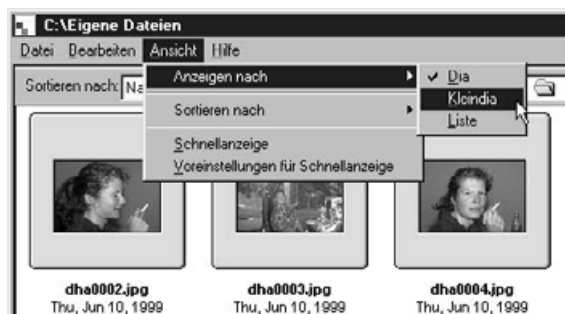 C:\Eigene Dateien
Datei Bearbeiten Ansicht Hilfe
Sortieren nach: Na
Anzeigen nach
Sortieren nach
Schnellanzeige
Voreinstellungen für Schnellanzeige
Dia
Kleindia
Liste
dha0002.jpg dha0003.jpg dha0004.jpg
Thu, Jun 10, 1999 Thu, Jun 10, 1999 Thu, Jun 10, 1999